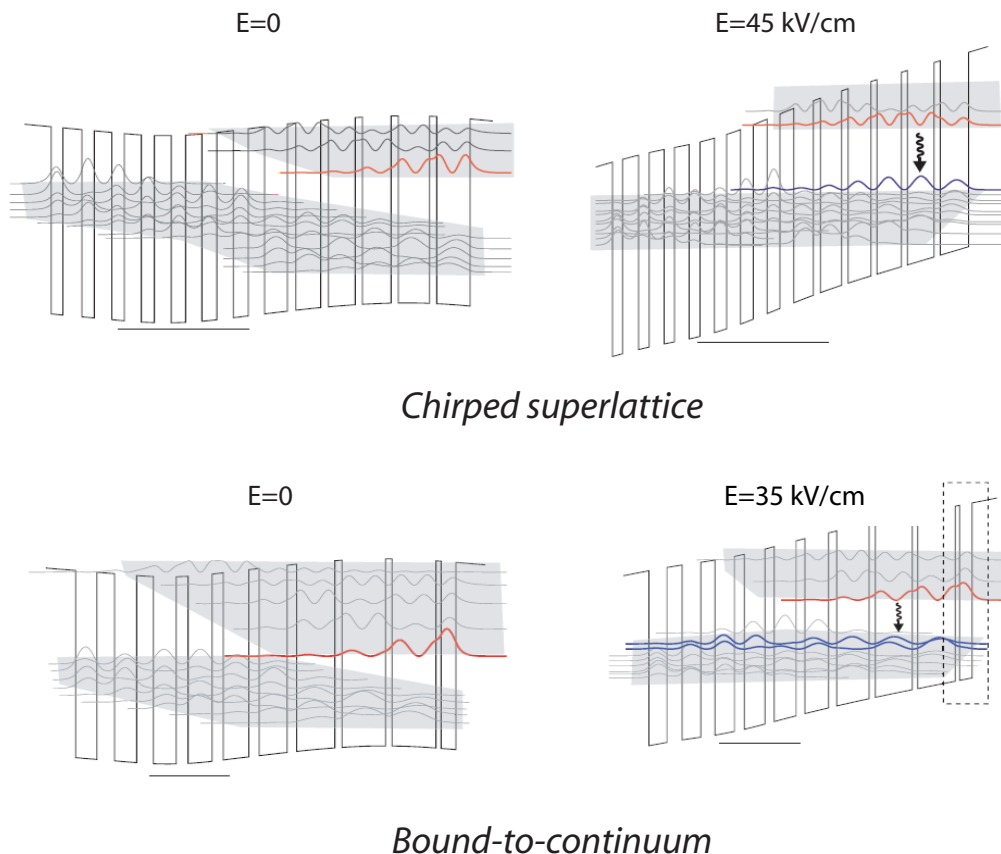 E=0
E=45 kV/cm
Chirped superlattice
E=0
E=35 kV/cm
Bound-to-continuum